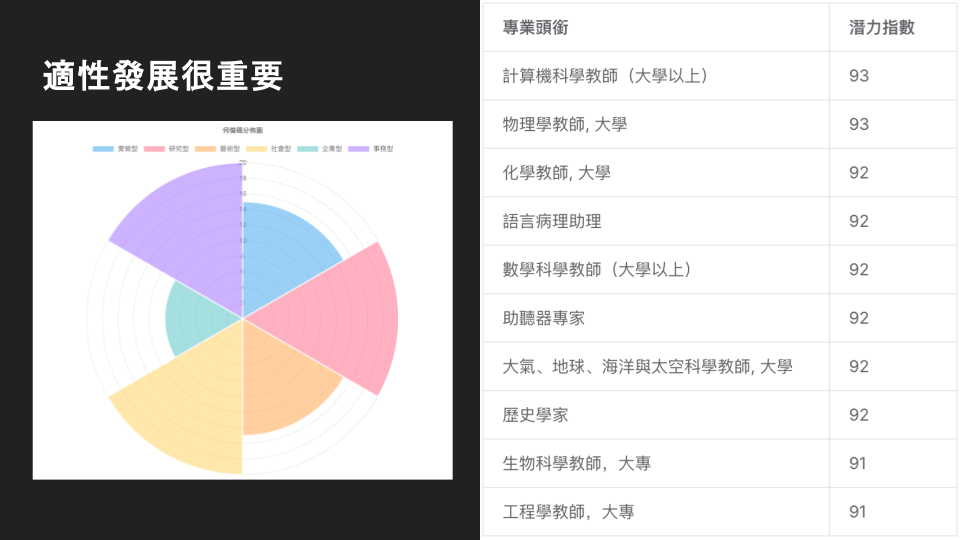 適性發展很重要
何倫碼分佈圖
實做型 研究型 藝術型 社會型 企業型 事務型
20
18
16
14
12
10
8
6
4
2
專業頭銜 潛力指數
計算機科學教師（大學以上） 93
物理學教師, 大學 93
化學教師, 大學 92
語言病理助理 92
數學科學教師（大學以上） 92
助聽器專家 92
大氣、地球、海洋與太空科學教師, 大學 92
歷史學家 92
生物科學教師，大專 91
工程學教師，大專 91